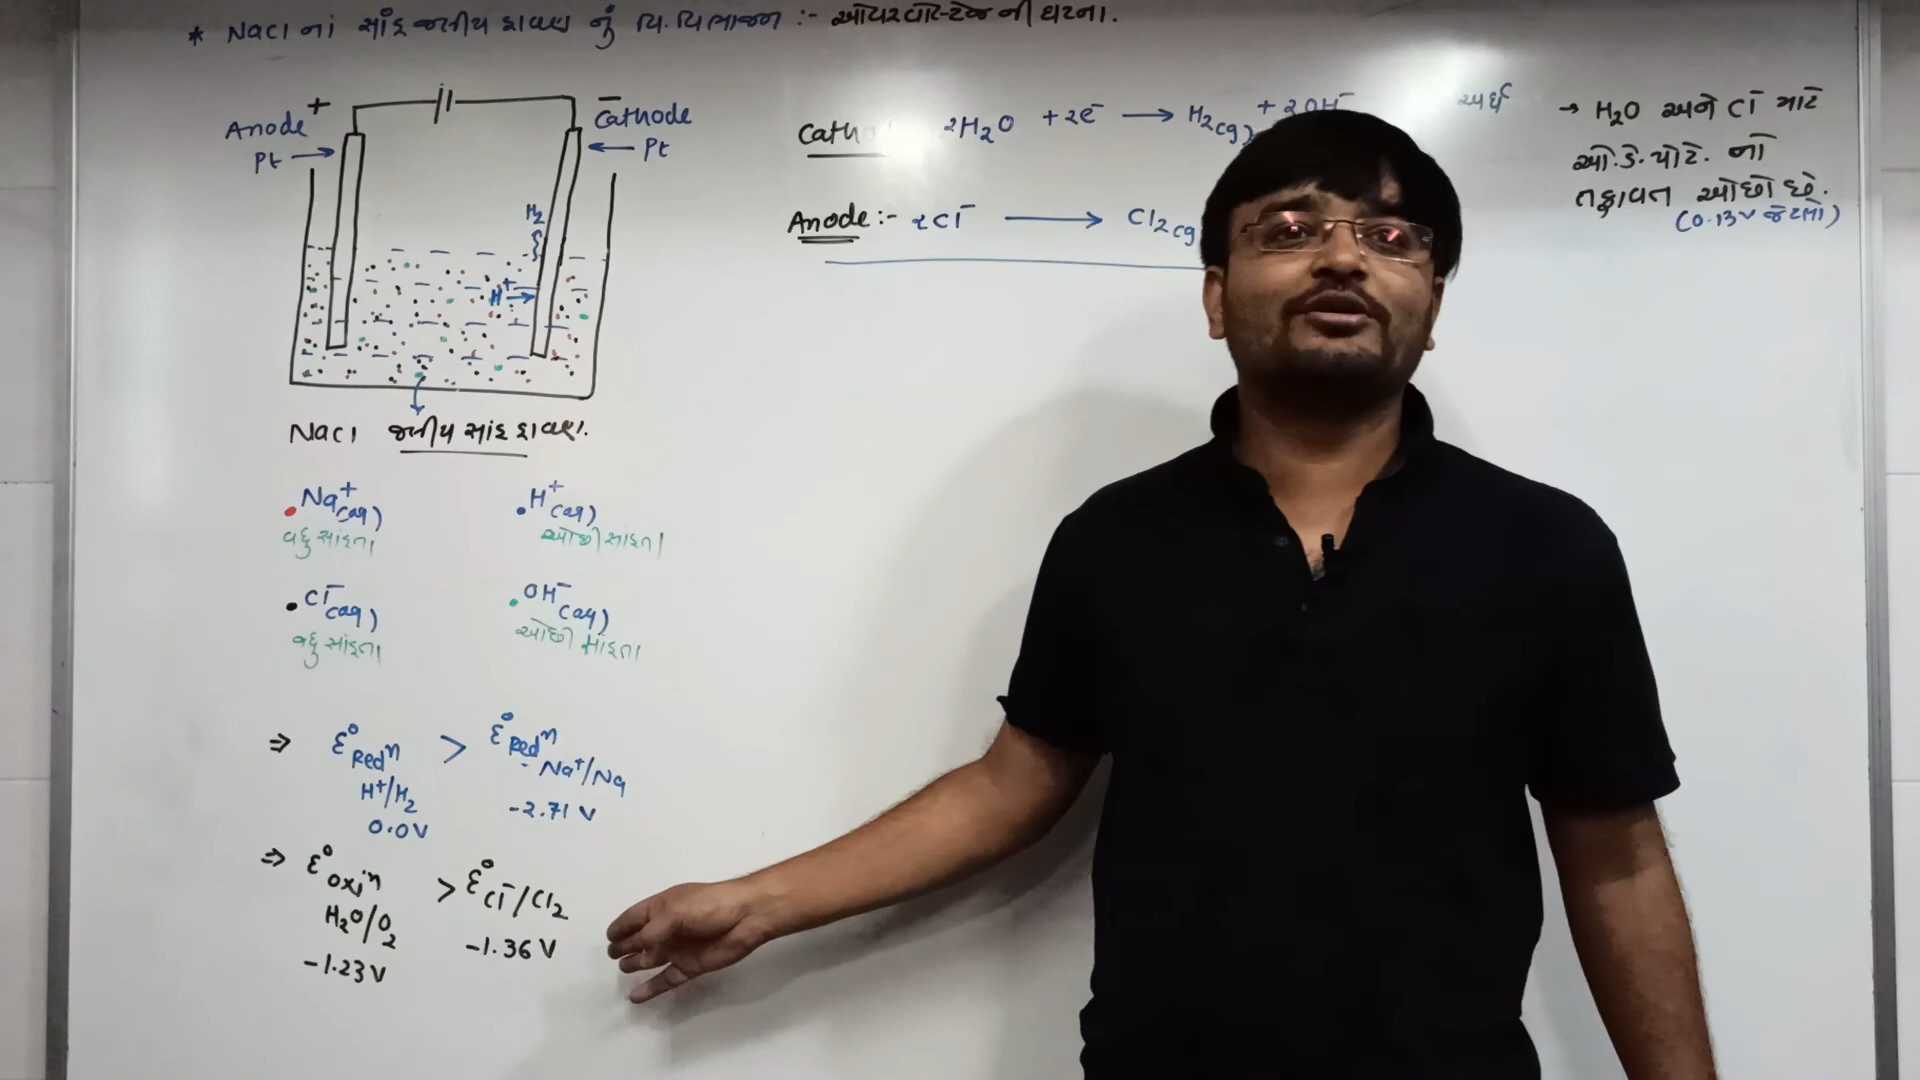 * NaCl નાં સાંદ્ર જલીય દ્રાવણ નું વિ.વિભાજન :- ઓવરવોલ્ટેજ ની ઘટના.
Anode +
Pt →
− Cathode
← Pt
H2
H+ →
NaCl જલીય સાંદ્ર દ્રાવણ.
• Na+(aq)
વધુ સાંદ્રતા
• H+(aq)
ઓછી સાંદ્રતા
• Cl−(aq)
વધુ સાંદ્રતા
• OH−(aq)
ઓછી સાંદ્રતા
⇒ ε° Redn H+/H2 > ε° Redn Na+/Na
0.0V -2.71 V
⇒ ε° oxin H2O/O2 > ε° Cl−/Cl2
-1.23V -1.36 V
Cath 2H2O + 2e− → H2(g) + 2OH−
Anode :- 2Cl− → Cl2(g
→ H2O અને Cl− માટે
ઓ.ડે.પોટે. નો
તફાવત ઓછો છે.
(0.13V જેટલો)